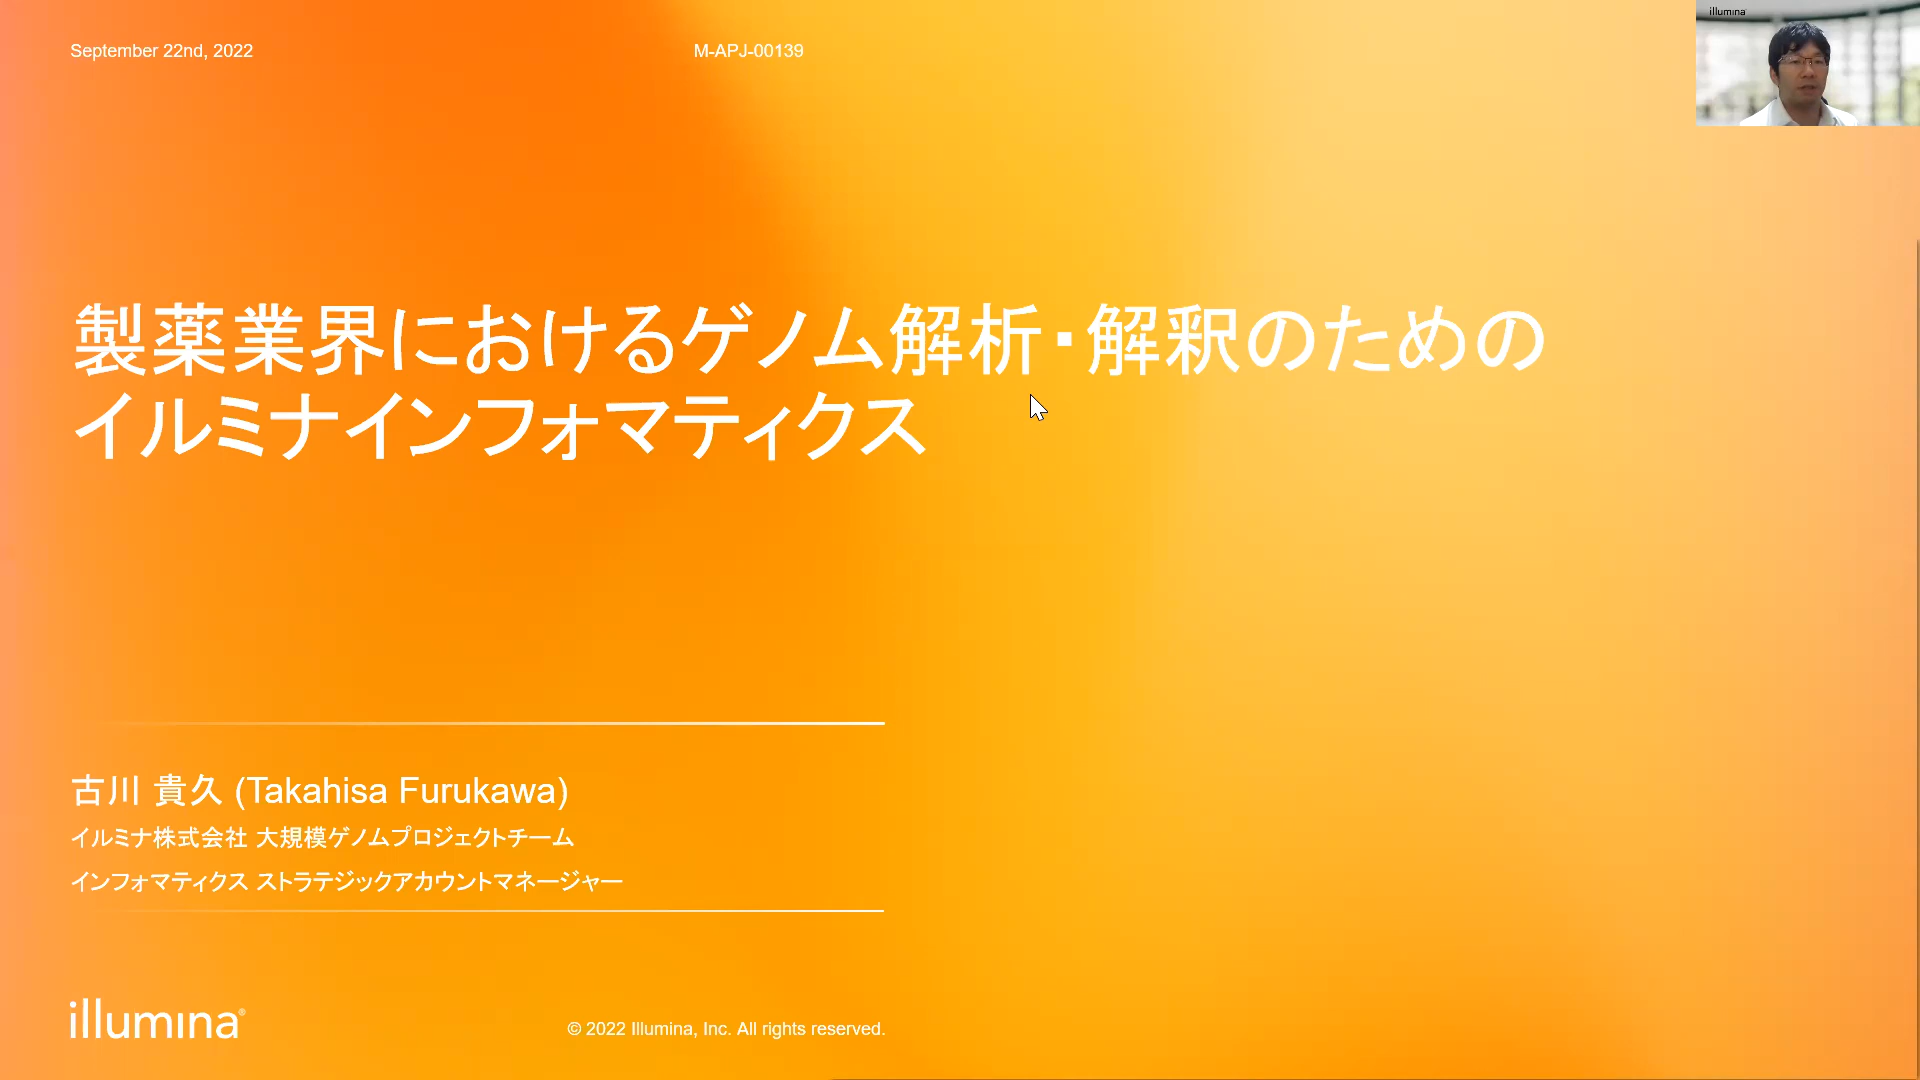 September 22nd, 2022
M-APJ-00139
illumina
製薬業界におけるゲノム解析・解釈のための
イルミナインフォマティクス
古川 貴久 (Takahisa Furukawa)
イルミナ株式会社 大規模ゲノムプロジェクトチーム
インフォマティクス ストラテジックアカウントマネージャー
illumina®
© 2022 Illumina, Inc. All rights reserved.